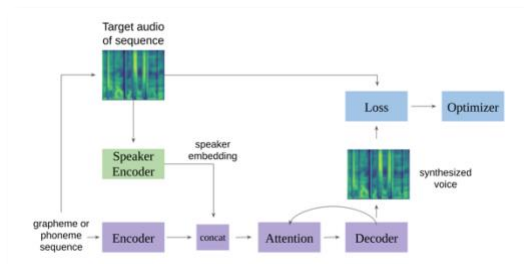 Target audio
of sequence
Loss
Optimizer
speaker
embedding
Speaker
Encoder
synthesized
voice
grapheme or
phoneme
sequence
Encoder
concat
Attention
Decoder